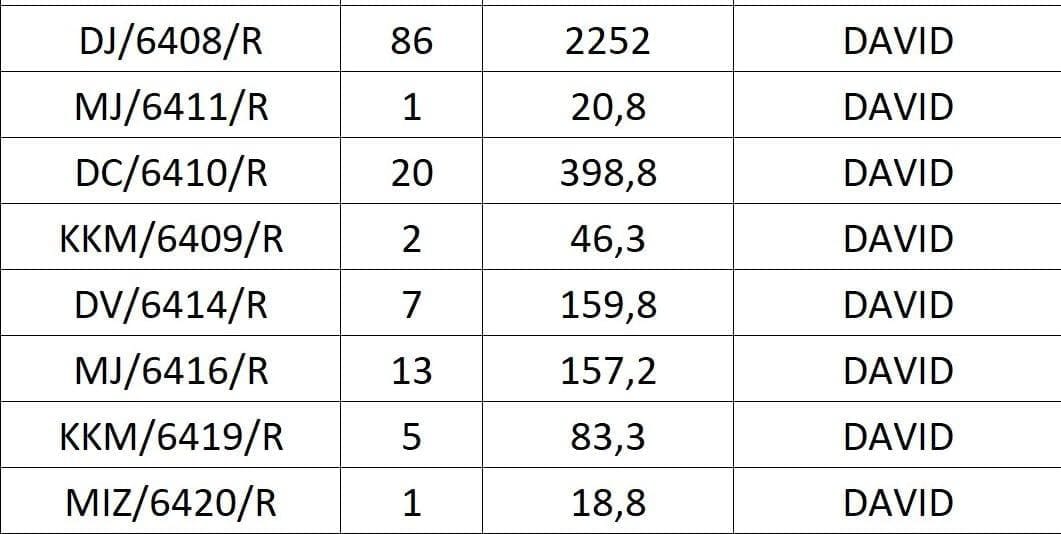 DJ/6408/R 86 2252 DAVID
MJ/6411/R 1 20,8 DAVID
DC/6410/R 20 398,8 DAVID
KKM/6409/R 2 46,3 DAVID
DV/6414/R 7 159,8 DAVID
MJ/6416/R 13 157,2 DAVID
KKM/6419/R 5 83,3 DAVID
MIZ/6420/R 1 18,8 DAVID